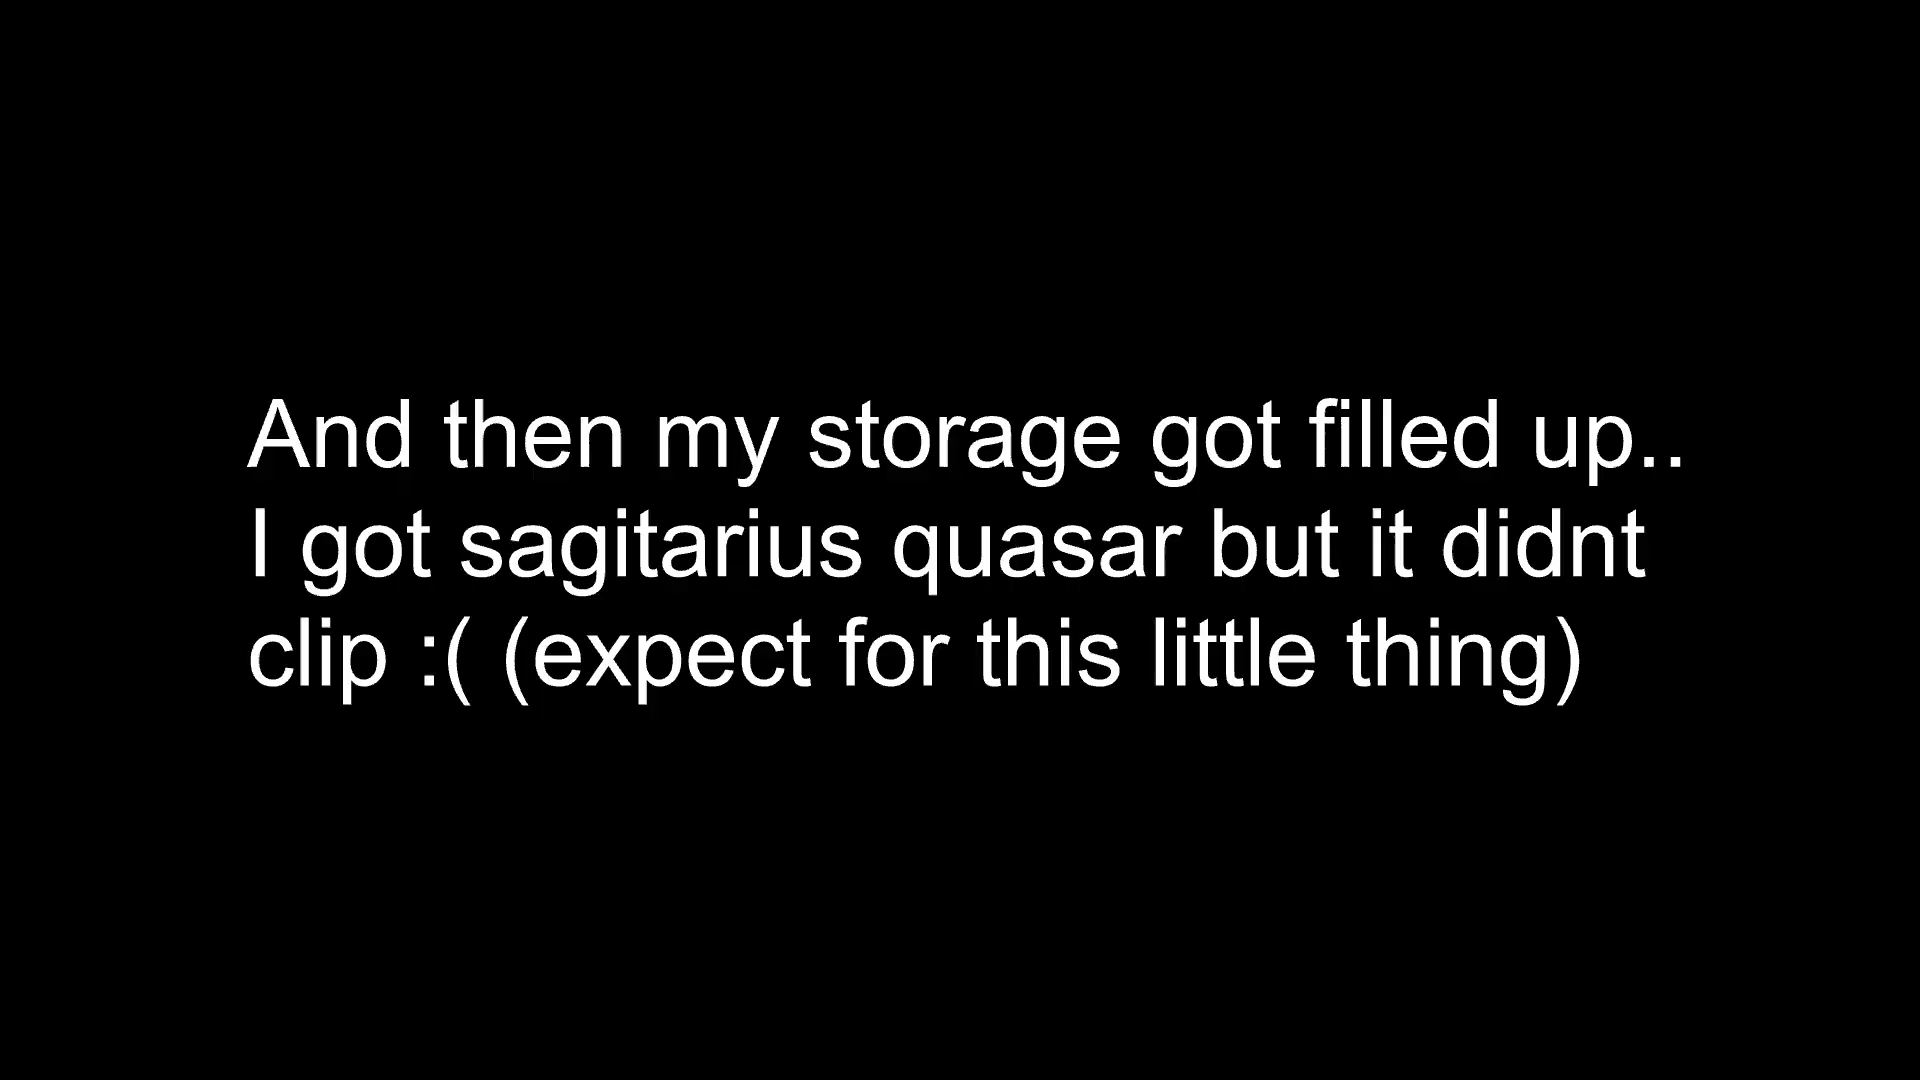 And then my storage got filled up..
I got sagitarius quasar but it didnt
clip :( (expect for this little thing)